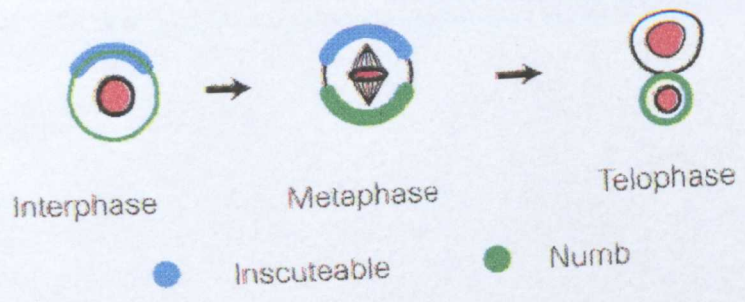 Interphase
Metaphase
Telophase
Inscuteable
Numb